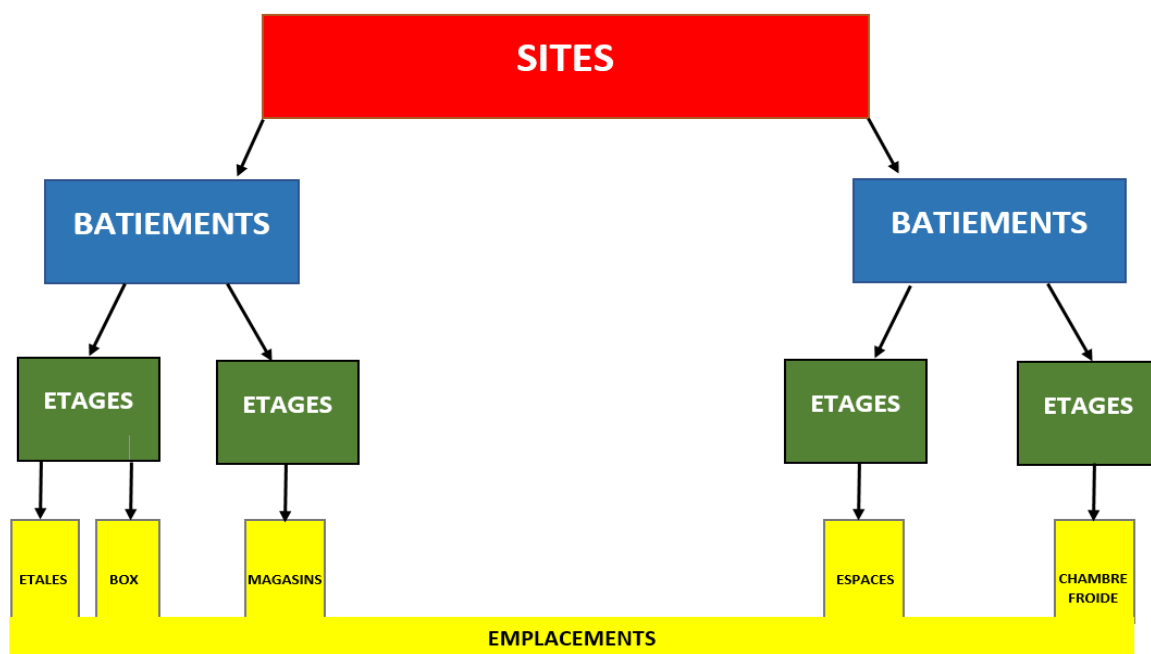 SITES
BATIEMENTS
BATIEMENTS
ETAGES
ETAGES
ETAGES
ETAGES
ETALES
BOX
MAGASINS
ESPACES
CHAMBRE
FROIDE
EMPLACEMENTS